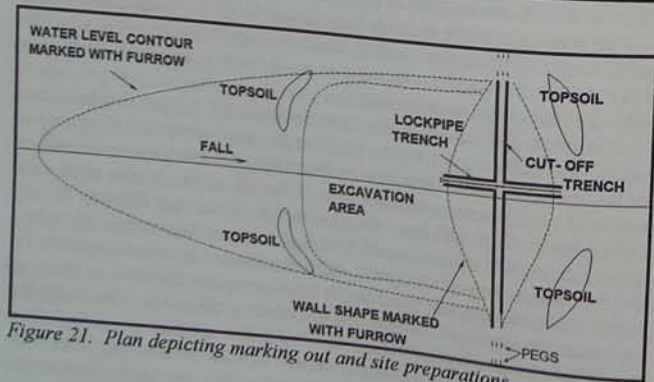 WATER LEVEL CONTOUR
MARKED WITH FURROW
TOPSOIL
TOPSOIL
LOCKPIPE
TRENCH
CUT-OFF
TRENCH
FALL
EXCAVATION
AREA
TOPSOIL
TOPSOIL
WALL SHAPE MARKED
WITH FURROW
PEGS
Figure 21. Plan depicting marking out and site preparations